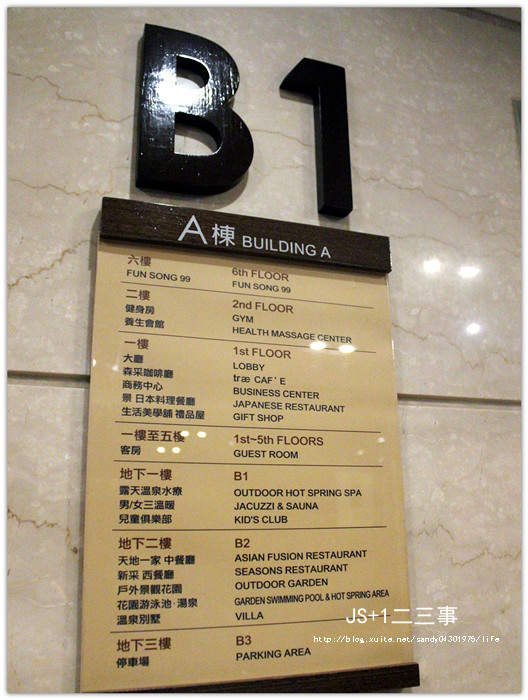 B1
A棟 BUILDING A
六樓 6th FLOOR
FUN SONG 99 FUN SONG 99
二樓 2nd FLOOR
健身房 GYM
養生會館 HEALTH MASSAGE CENTER
一樓 1st FLOOR
大廳 LOBBY
森采咖啡廳 træ CAF'E
商務中心 BUSINESS CENTER
景 日本料理餐廳 JAPANESE RESTAURANT
生活美學舖 禮品屋 GIFT SHOP
一樓至五樓 1st~5th FLOORS
客房 GUEST ROOM
地下一樓 B1
露天溫泉水療 OUTDOOR HOT SPRING SPA
男/女三溫暖 JACUZZI & SAUNA
兒童俱樂部 KID'S CLUB
地下二樓 B2
天地一家 中餐廳 ASIAN FUSION RESTAURANT
新采 西餐廳 SEASONS RESTAURANT
戶外景觀花園 OUTDOOR GARDEN
花園游泳池·湯泉 GARDEN SWIMMING POOL & HOT SPRING AREA
溫泉別墅 VILLA
地下三樓 B3
停車場 PARKING AREA
JS+1二三事
http://blog.xuite.net/sandy04301975/life